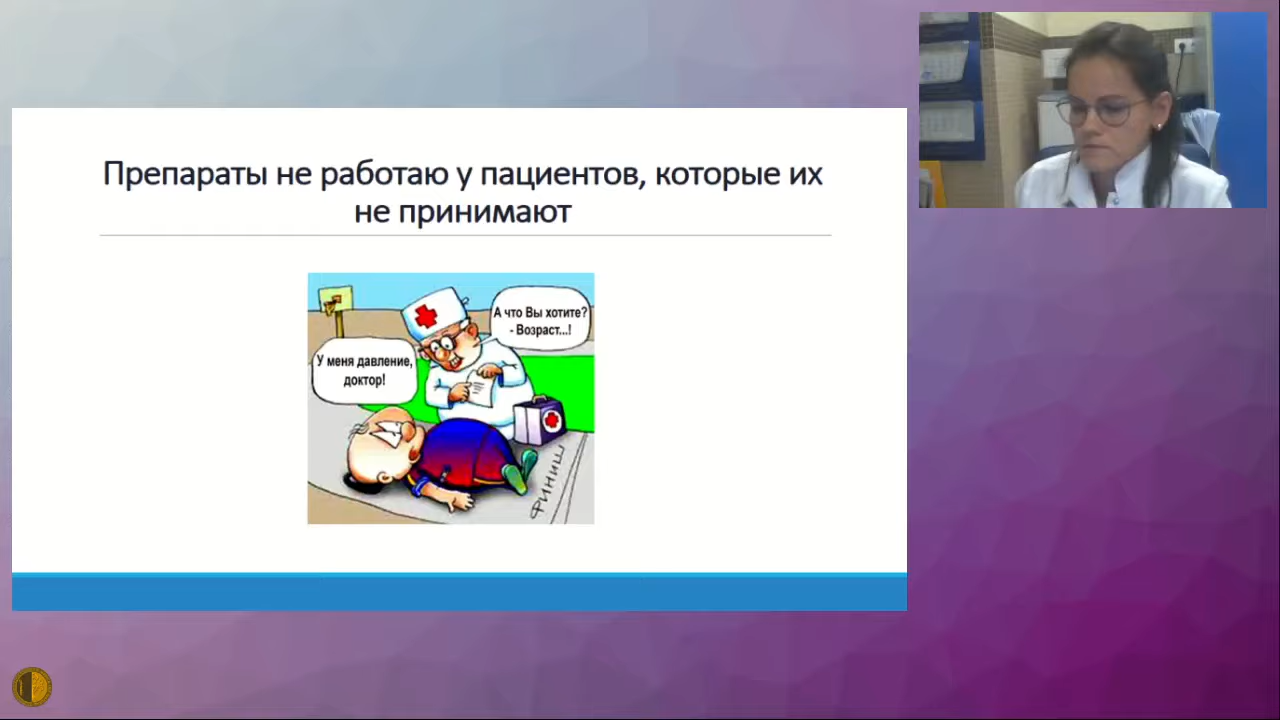 Препараты не работаю у пациентов, которые их
не принимают
А что Вы хотите?
- Возраст...!
У меня давление,
доктор!
Финиш